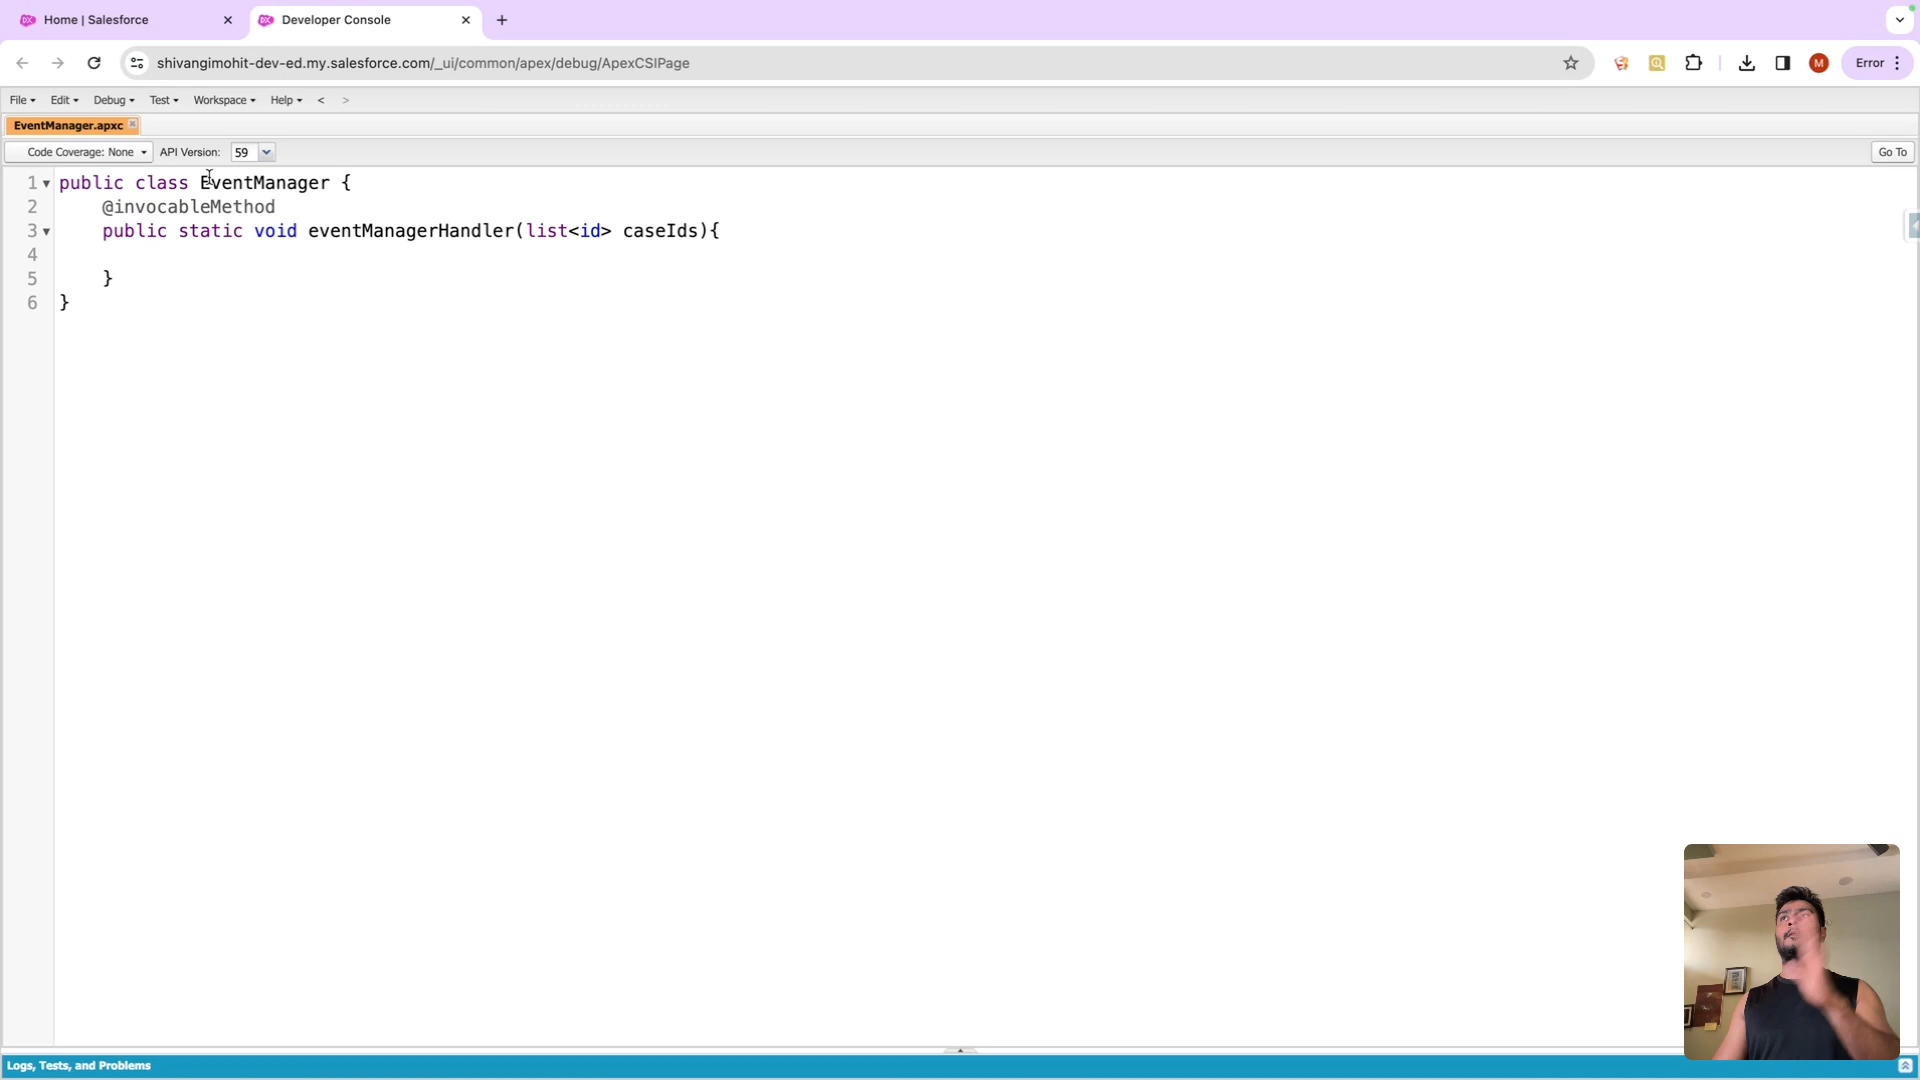 Home | Salesforce
Developer Console
shivangimohit-dev-ed.my.salesforce.com/_ui/common/apex/debug/ApexCSIPage
M
Error
File
Edit
Debug
Test
Workspace
Help
<
>
EventManager.apxc
Code Coverage: None
API Version:
59
Go To
1 public class EventManager {
2 @invocableMethod
3 public static void eventManagerHandler(list<id> caseIds){
4
5 }
6 }
Logs, Tests, and Problems